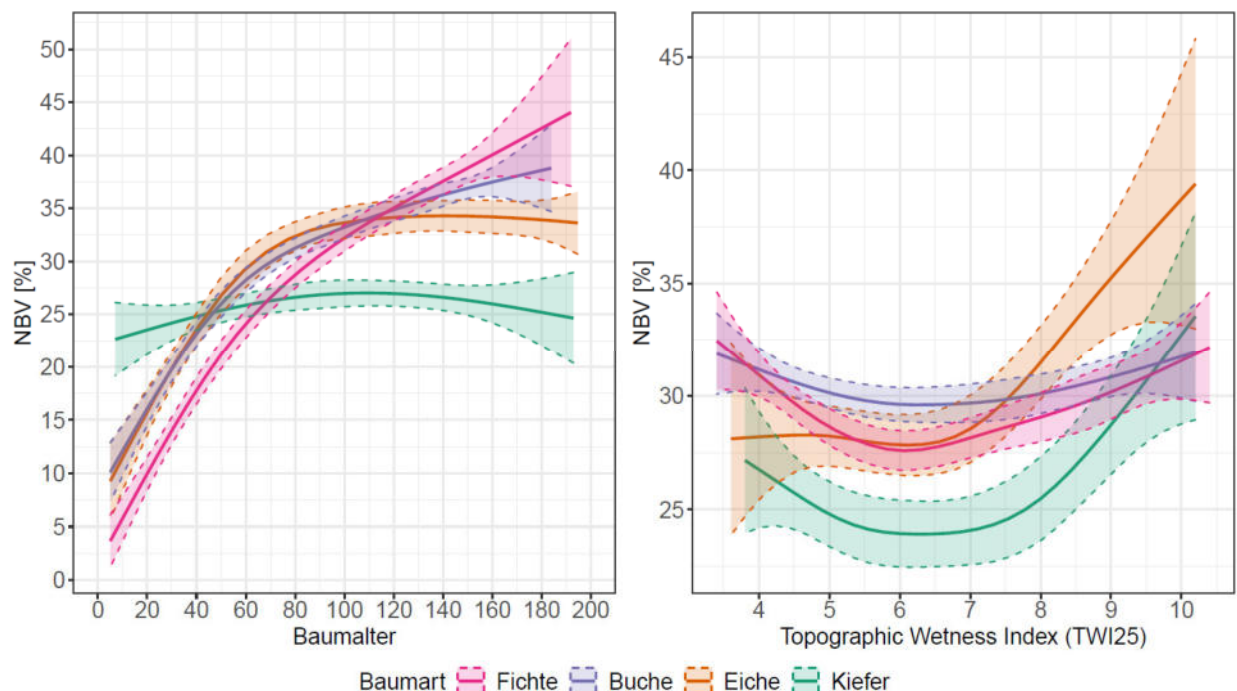 50
45
40
35
30
25
20
15
10
5
0
NBV [%]
0 20 40 60 80 100 120 140 160 180 200
Baumalter
45
40
35
30
25
NBV [%]
4 5 6 7 8 9 10
Topographic Wetness Index (TWI25)
Baumart Fichte Buche Eiche Kiefer